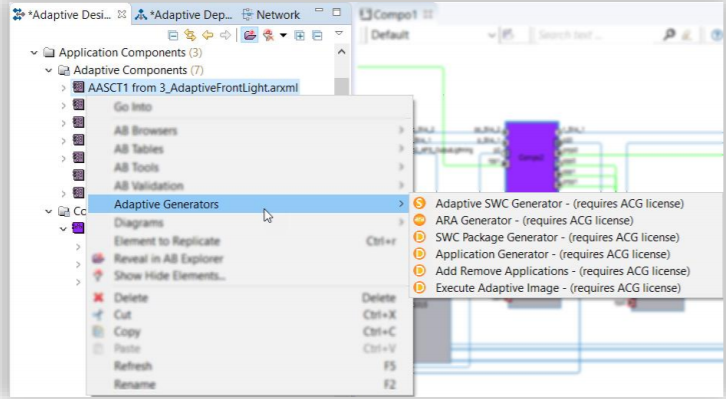 *Adaptive Desi...
*Adaptive Dep...
Network
Compo1
Default
Search text ...
Application Components (3)
Adaptive Components (7)
AASCT1 from 3_AdaptiveFrontLight.arxml
Go Into
AB Browsers
AB Tables
AB Tools
AB Validation
Adaptive Generators
Diagrams
Element to Replicate Ctrl+r
Reveal in AB Explorer
Show Hide Elements...
Delete Delete
Cut Ctrl+X
Copy Ctrl+C
Paste Ctrl+V
Refresh F5
Rename F2
Co
Adaptive SWC Generator - (requires ACG license)
ARA Generator - (requires ACG license)
SWC Package Generator - (requires ACG license)
Application Generator - (requires ACG license)
Add Remove Applications - (requires ACG license)
Execute Adaptive Image - (requires ACG license)